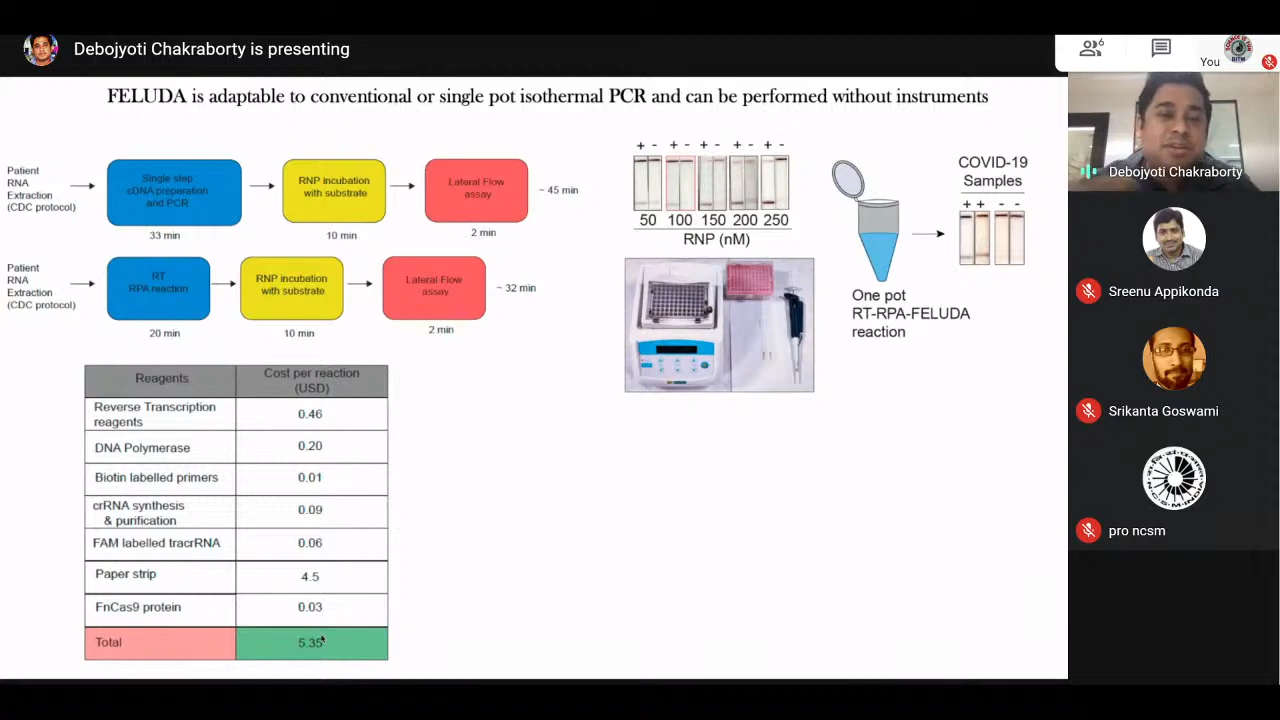 Debojyoti Chakraborty is presenting
6
You
FELUDA is adaptable to conventional or single pot isothermal PCR and can be performed without instruments
Patient
RNA
Extraction
(CDC protocol)
Single step
cDNA preparation
and PCR
33 min
RNP incubation
with substrate
10 min
Lateral Flow
assay
2 min
~ 45 min
Patient
RNA
Extraction
(CDC protocol)
RT
RPA reaction
20 min
RNP incubation
with substrate
10 min
Lateral Flow
assay
2 min
~ 32 min
+ - + - + - + - + -
50 100 150 200 250
RNP (nM)
One pot
RT-RPA-FELUDA
reaction
COVID-19
Samples
+ + - -
Reagents Cost per reaction
(USD)
Reverse Transcription
reagents 0.46
DNA Polymerase 0.20
Biotin labelled primers 0.01
crRNA synthesis
& purification 0.09
FAM labelled tracrRNA 0.06
Paper strip 4.5
FnCas9 protein 0.03
Total 5.35
Debojyoti Chakraborty
Sreenu Appikonda
Srikanta Goswami
pro ncsm